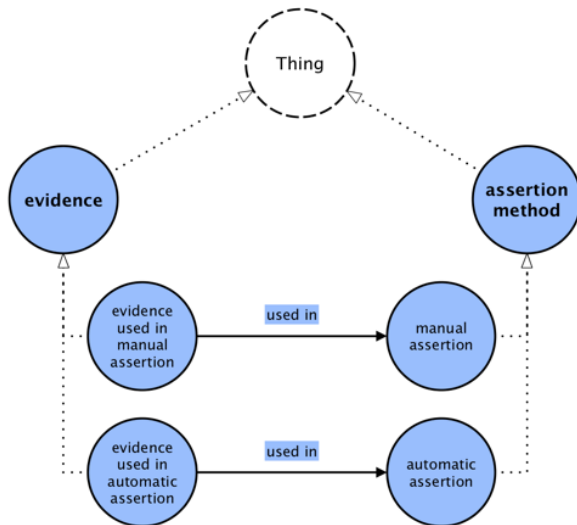 Thing
evidence
assertion
method
evidence
used in
manual
assertion
used in
manual
assertion
evidence
used in
automatic
assertion
used in
automatic
assertion